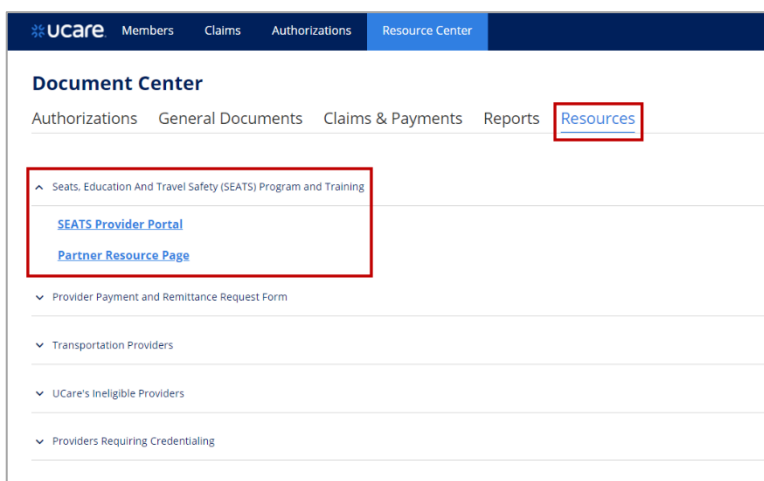 ucare. Members Claims Authorizations Resource Center
Document Center
Authorizations General Documents Claims & Payments Reports Resources
Seats, Education And Travel Safety (SEATS) Program and Training
SEATS Provider Portal
Partner Resource Page
Provider Payment and Remittance Request Form
Transportation Providers
UCare's Ineligible Providers
Providers Requiring Credentialing